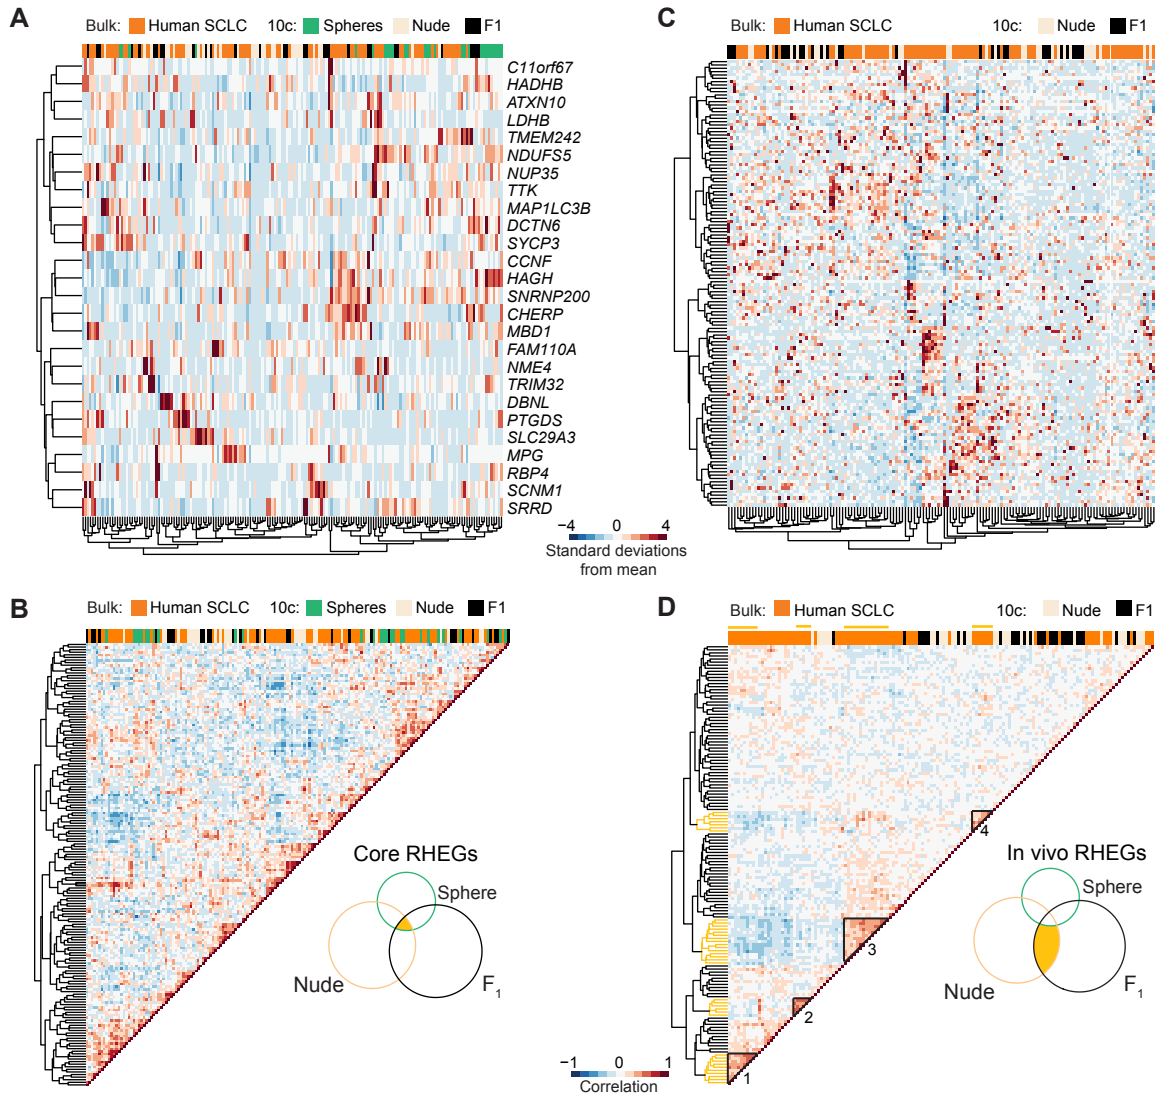 A
Bulk: Human SCLC 10c: Spheres Nude F1
C11orf67
HADHB
ATXN10
LDHB
TMEM242
NDUFS5
NUP35
TTK
MAP1LC3B
DCTN6
SYCP3
CCNF
HAGH
SNRNP200
CHERP
MBD1
FAM110A
NME4
TRIM32
DBNL
PTGDS
SLC29A3
MPG
RBP4
SCNM1
SRRD
−4 0 4
Standard deviations
from mean
C
Bulk: Human SCLC 10c: Nude F1
B
Bulk: Human SCLC 10c: Spheres Nude F1
Core RHEGs
Sphere
Nude
F1
−1 0 1
Correlation
D
Bulk: Human SCLC 10c: Nude F1
4
In vivo RHEGs
Sphere
3
Nude
F1
2
1